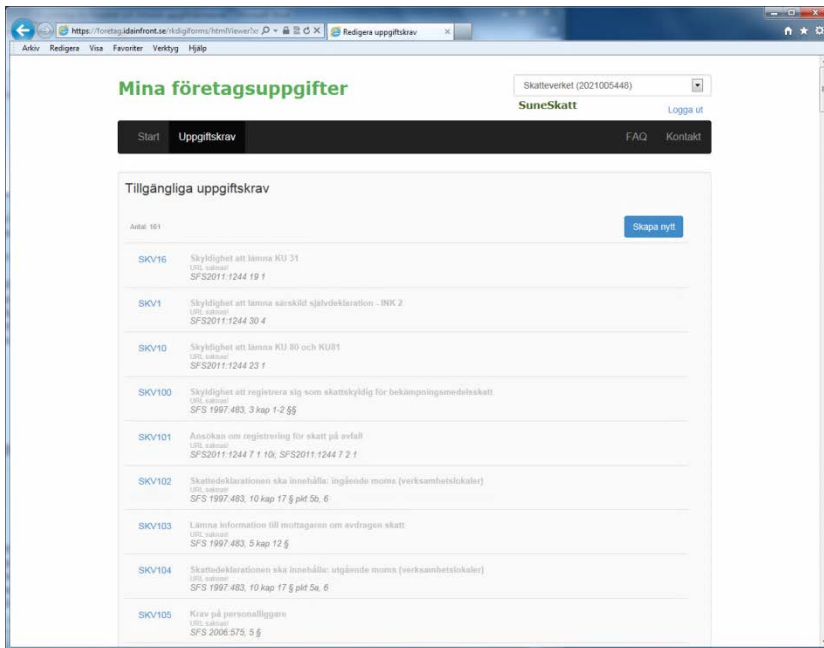 https://foretag.idainfront.se/rkdigiforms/htmlViewer?x
Redigera uppgiftskrav
Arkiv Redigera Visa Favoriter Verktyg Hjälp
Mina företagsuppgifter
Skatteverket (2021005448)
SuneSkatt
Logga ut
Start Uppgiftskrav FAQ Kontakt
Tillgängliga uppgiftskrav
Antal: 161
Skapa nytt
SKV16 Skyldighet att lämna KU 31
URL saknas!
SFS2011:1244 19 1
SKV1 Skyldighet att lämna särskild självdeklaration - INK 2
URL saknas!
SFS2011:1244 30 4
SKV10 Skyldighet att lämna KU 80 och KU81
URL saknas!
SFS2011:1244 23 1
SKV100 Skyldighet att registrera sig som skattskyldig för bekämpningsmedelsskatt
URL saknas!
SFS 1997:483, 3 kap 1-2 §§
SKV101 Ansökan om registrering för skatt på avfall
URL saknas!
SFS2011:1244 7 1 10i, SFS2011:1244 7 2 1
SKV102 Skattedeklarationen ska innehålla: ingående moms (verksamhetslokaler)
URL saknas!
SFS 1997:483, 10 kap 17 § pkt 5b, 6
SKV103 Lämna information till mottagaren om avdragen skatt
URL saknas!
SFS 1997:483, 5 kap 12 §
SKV104 Skattedeklarationen ska innehålla: utgående moms (verksamhetslokaler)
URL saknas!
SFS 1997:483, 10 kap 17 § pkt 5a, 6
SKV105 Krav på personalliggare
URL saknas!
SFS 2006:575, 5 §